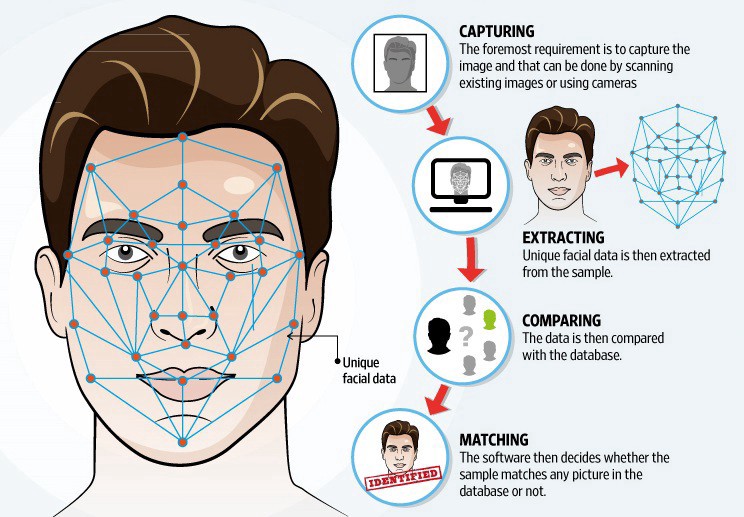 CAPTURING
The foremost requirement is to capture the
image and that can be done by scanning
existing images or using cameras
EXTRACTING
Unique facial data is then extracted
from the sample.
?
COMPARING
The data is then compared
with the database.
Unique
facial data
IDENTIFIED
MATCHING
The software then decides whether the
sample matches any picture in the
database or not.